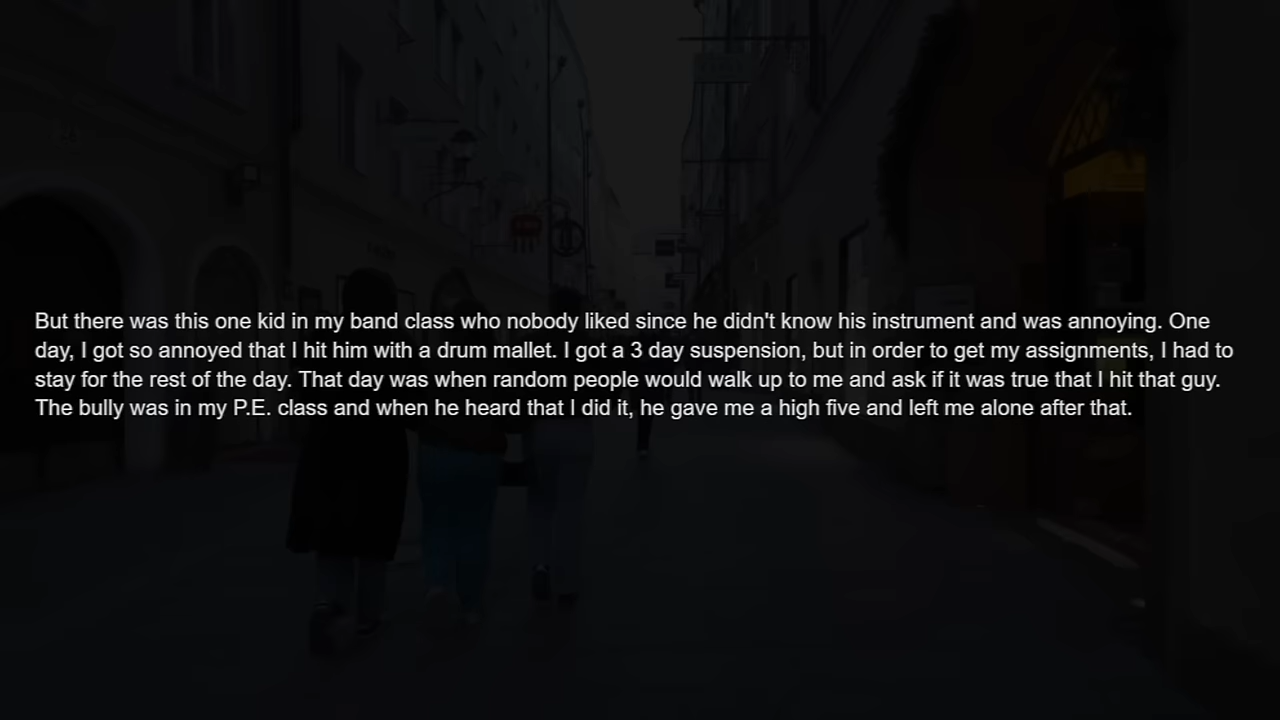 But there was this one kid in my band class who nobody liked since he didn't know his instrument and was annoying. One
day, I got so annoyed that I hit him with a drum mallet. I got a 3 day suspension, but in order to get my assignments, I had to
stay for the rest of the day. That day was when random people would walk up to me and ask if it was true that I hit that guy.
The bully was in my P.E. class and when he heard that I did it, he gave me a high five and left me alone after that.